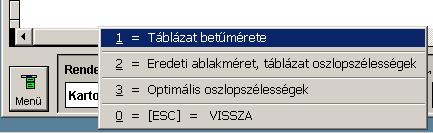 1 = Táblázat betűmérete
2 = Eredeti ablakméret, táblázat oszlopszélességek
3 = Optimális oszlopszélességek
0 = [ESC] = VISSZA
Menü
Rende
Karto